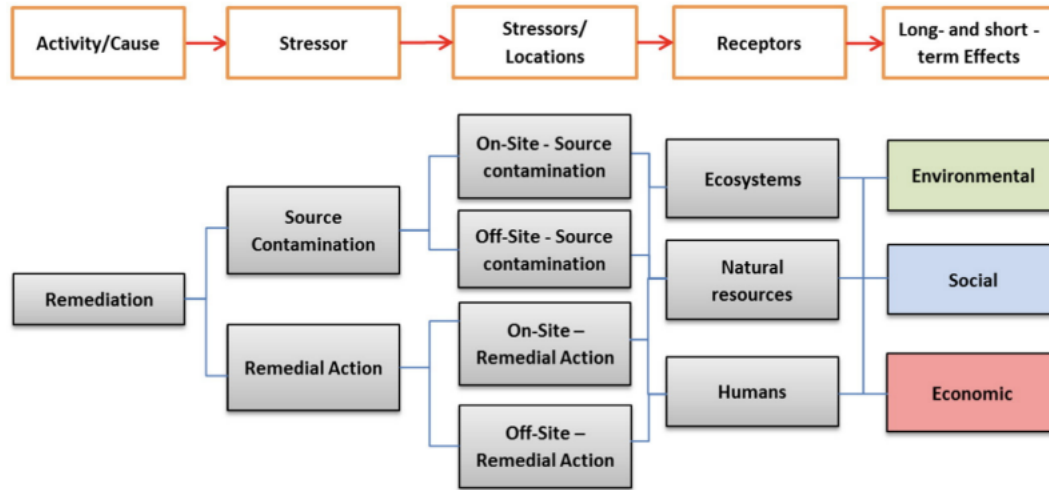 Activity/Cause
Stressor
Stressors/
Locations
Receptors
Long- and short -
term Effects
On-Site - Source
contamination
Ecosystems
Environmental
Source
Contamination
Off-Site - Source
contamination
Natural
resources
Social
Remediation
On-Site –
Remedial Action
Remedial Action
Humans
Economic
Off-Site –
Remedial Action